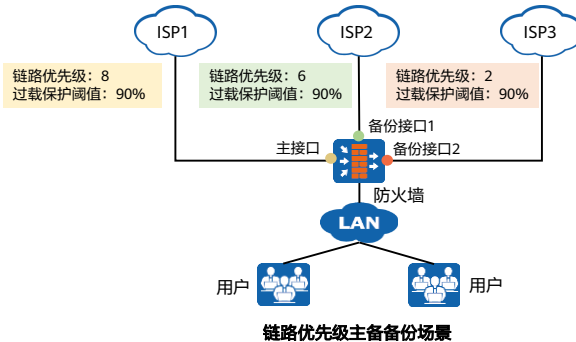 ISP1
ISP2
ISP3
链路优先级：8
过载保护阈值：90%
链路优先级：6
过载保护阈值：90%
链路优先级：2
过载保护阈值：90%
备份接口1
主接口
备份接口2
防火墙
LAN
用户
用户
链路优先级主备备份场景